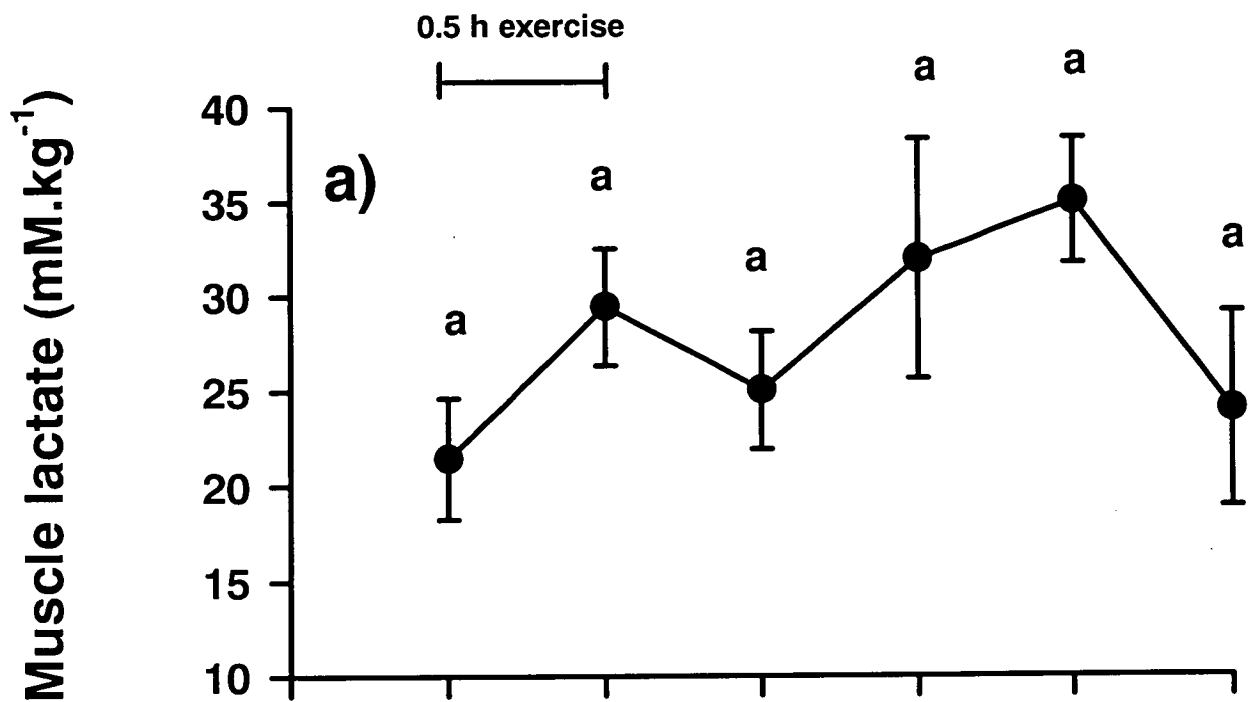 0.5 h exercise
Muscle lactate (mM.kg⁻¹)
a)
40
35
30
25
20
15
10
a
a
a
a
a
a